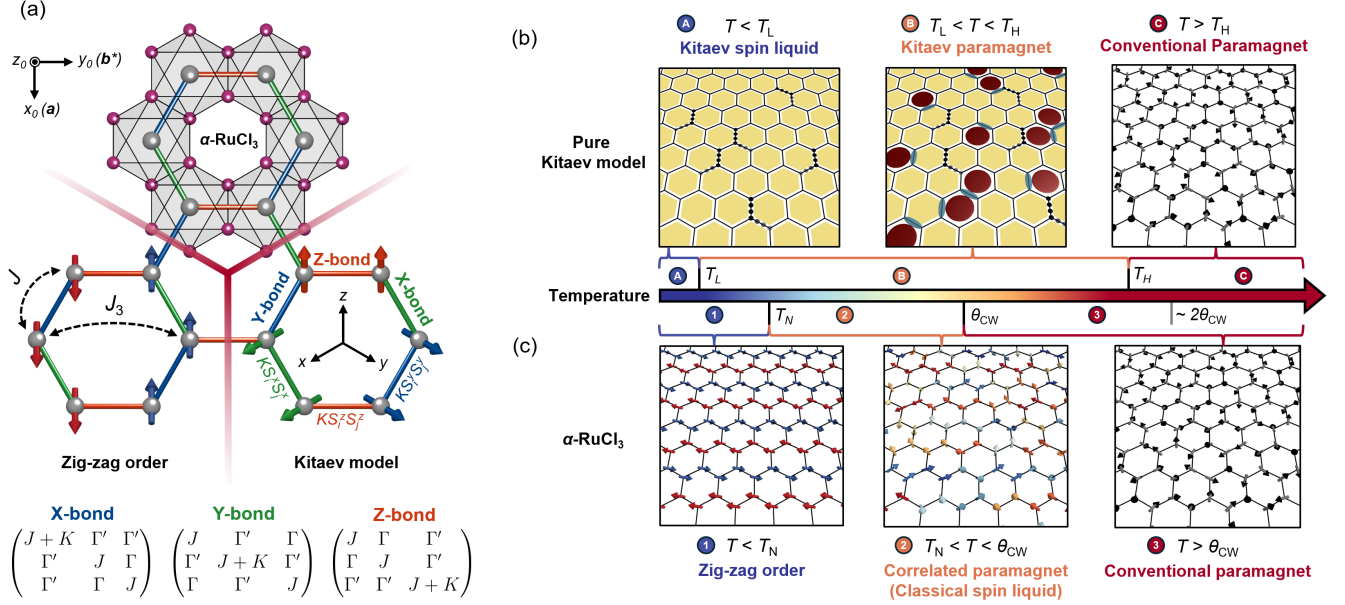 (a)
z₀
y₀ (b*)
x₀ (a)
α-RuCl₃
J
J₃
Zig-zag order
Z-bond
Y-bond
X-bond
z
x
y
KSᵢˣSⱼˣ
KSᵢʸSⱼʸ
KSᵢᶻSⱼᶻ
Kitaev model
X-bond
J + K Γ′ Γ′
Γ′ J Γ
Γ′ Γ J
Y-bond
J Γ′ Γ
Γ′ J + K Γ′
Γ Γ′ J
Z-bond
J Γ Γ′
Γ J Γ′
Γ′ Γ′ J + K
(b)
A T < T_L
Kitaev spin liquid
B T_L < T < T_H
Kitaev paramagnet
C T > T_H
Conventional Paramagnet
Pure
Kitaev model
A T_L B T_H C
Temperature
1 T_N 2 θ_CW 3 ~ 2θ_CW
(c)
α-RuCl₃
1 T < T_N
Zig-zag order
2 T_N < T < θ_CW
Correlated paramagnet
(Classical spin liquid)
3 T > θ_CW
Conventional paramagnet